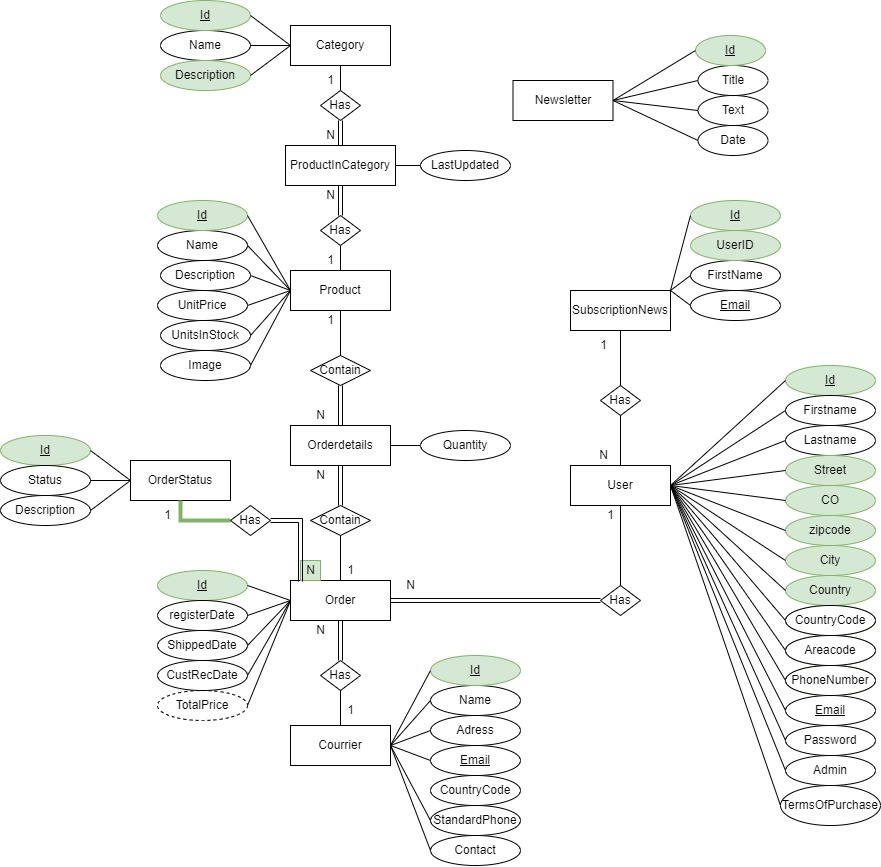 Id
Name
Description
Category
1
Has
N
ProductInCategory
LastUpdated
N
Has
1
Newsletter
Id
Title
Text
Date
Id
Name
Description
UnitPrice
UnitsInStock
Image
Product
1
Contain
N
Orderdetails
Quantity
N
Contain
1
Id
UserID
FirstName
Email
SubscriptionNews
1
Has
N
User
1
Has
Id
Firstname
Lastname
Street
CO
zipcode
City
Country
CountryCode
Areacode
PhoneNumber
Email
Password
Admin
TermsOfPurchase
Id
Status
Description
OrderStatus
1
Has
N
Id
registerDate
ShippedDate
CustRecDate
TotalPrice
Order
N
N
Has
1
Courrier
Id
Name
Adress
Email
CountryCode
StandardPhone
Contact